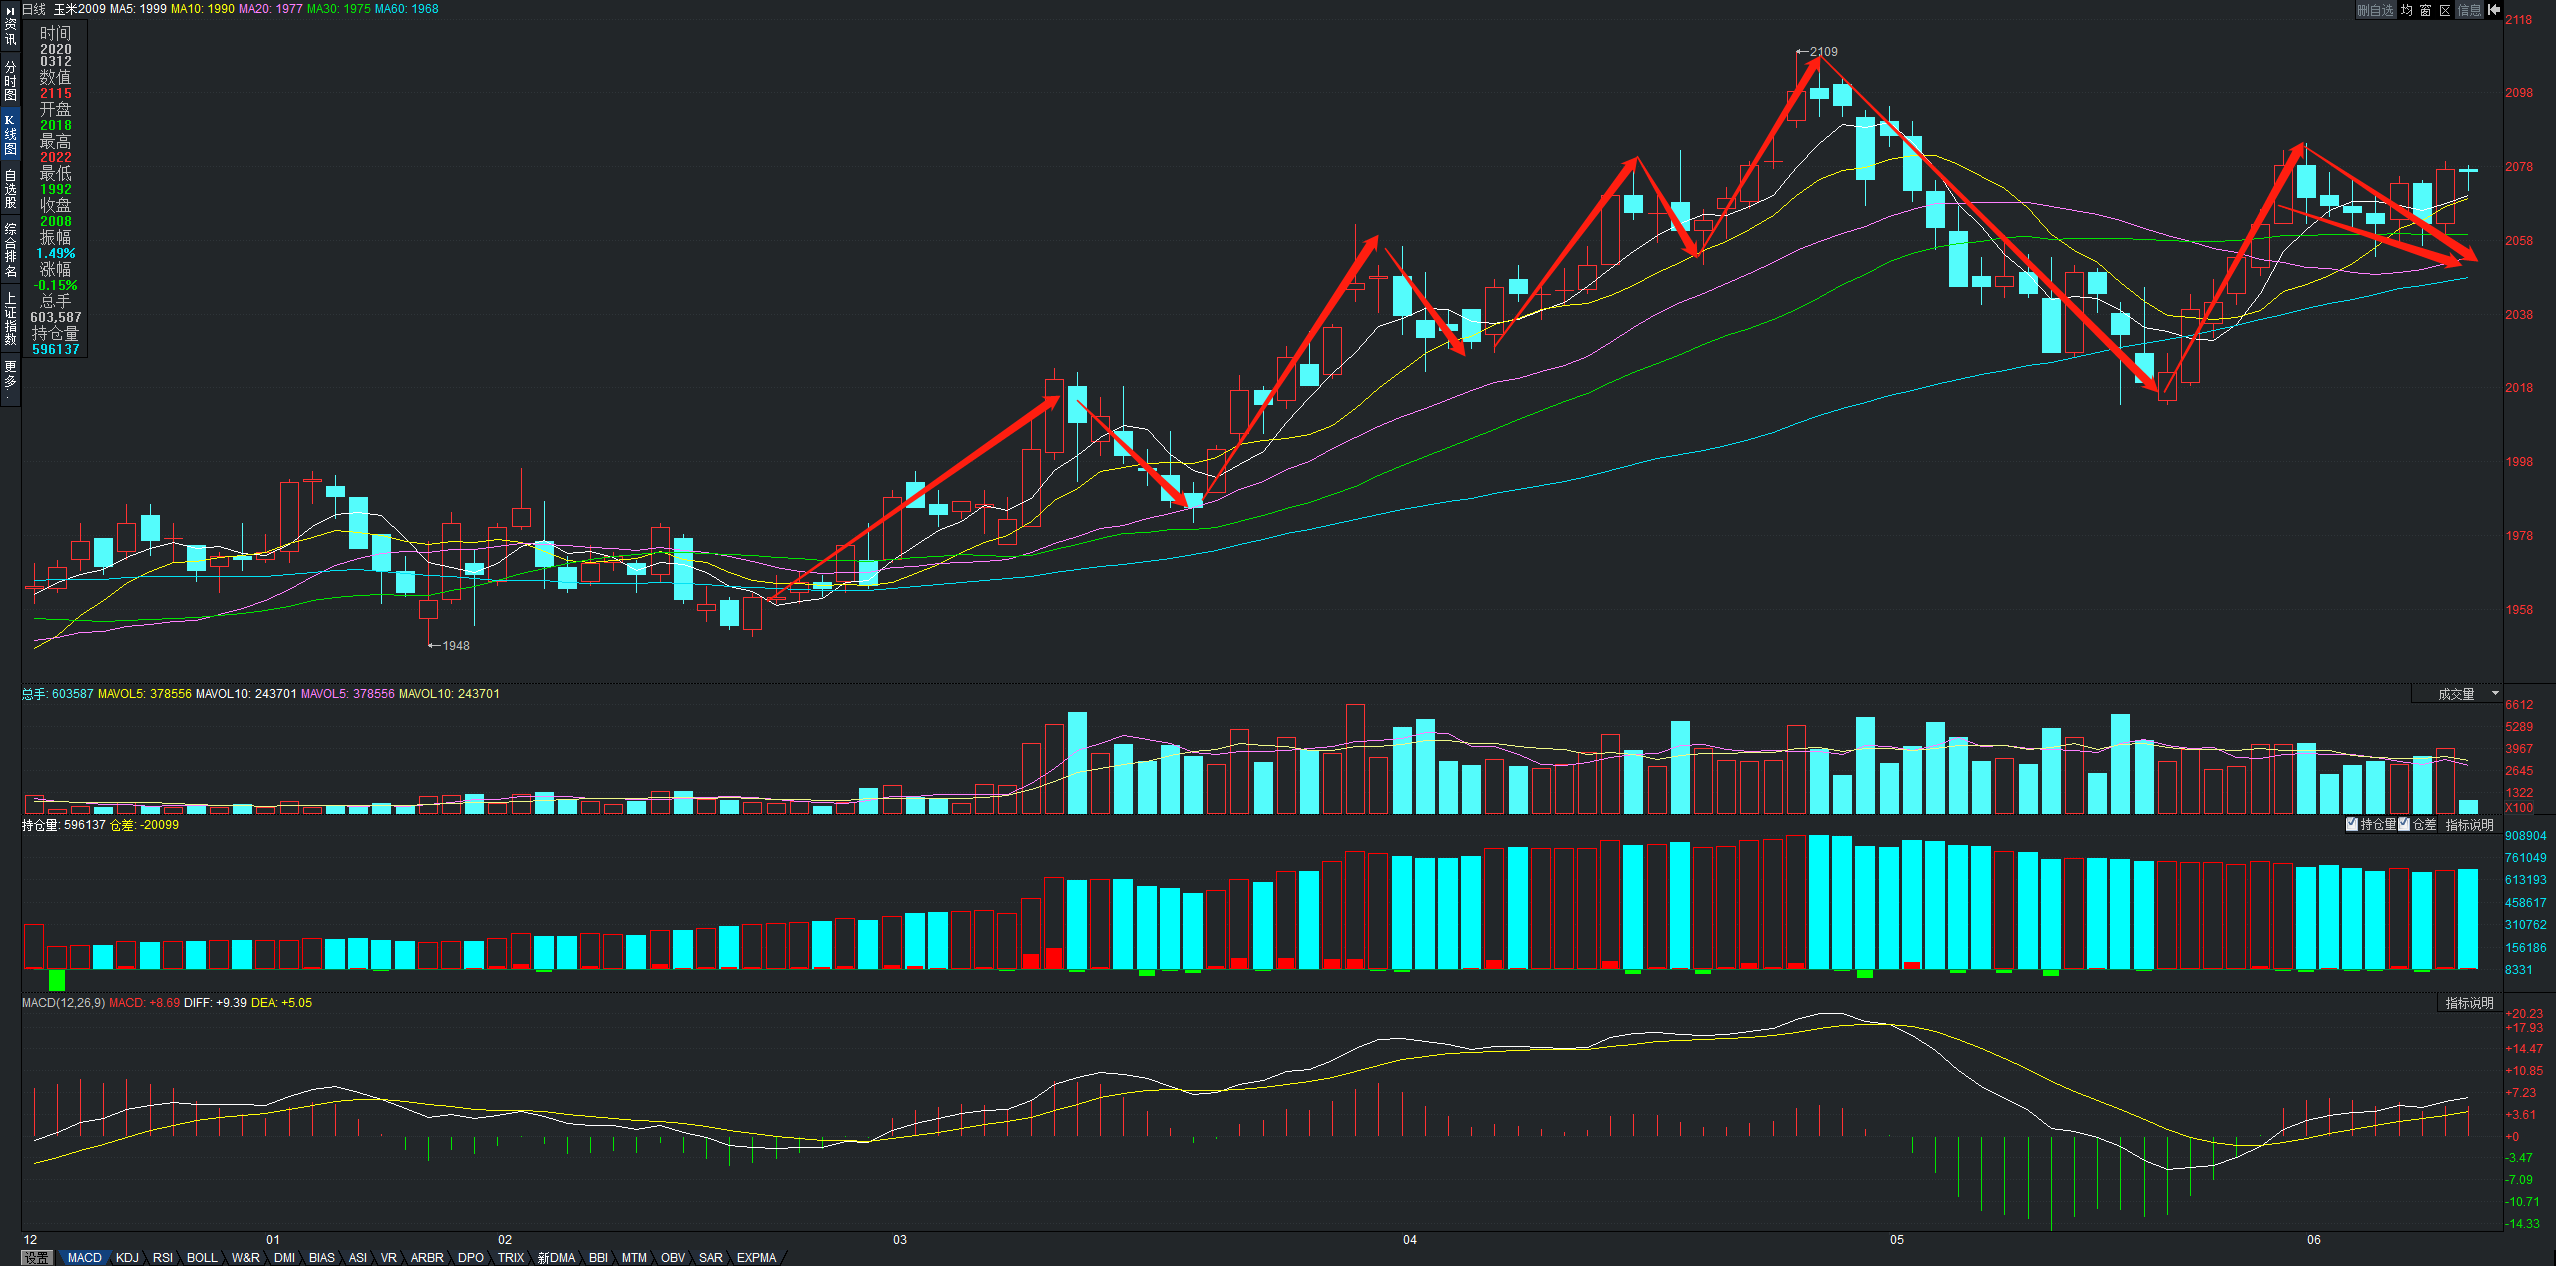 日线 玉米2009 MA5: 1999 MA10: 1990 MA20: 1977 MA30: 1975 MA60: 1968
删自选 均 窗 区 信息
资讯
分时图
K线图
自选股
综合排名
上证指数
更多
时间
2020
0312
数值
2115
开盘
2018
最高
2022
最低
1992
收盘
2008
振幅
1.49%
涨幅
-0.15%
总手
603,587
持仓量
596137
2109
1948
2118
2098
2078
2058
2038
2018
1998
1978
1958
总手: 603587 MAVOL5: 378556 MAVOL10: 243701 MAVOL5: 378556 MAVOL10: 243701
成交量
6612
5289
3967
2645
1322
X100
持仓量: 596137 仓差: -20099
持仓量 仓差 指标说明
908904
761049
613193
458617
310762
156186
8331
MACD(12,26,9) MACD: +8.69 DIFF: +9.39 DEA: +5.05
指标说明
+20.23
+17.93
+14.47
+10.85
+7.23
+3.61
+0
-3.47
-7.09
-10.71
-14.33
12 01 02 03 04 05 06
设置 MACD KDJ RSI BOLL W&R DMI BIAS ASI VR ARBR DPO TRIX 新DMA BBI MTM OBV SAR EXPMA